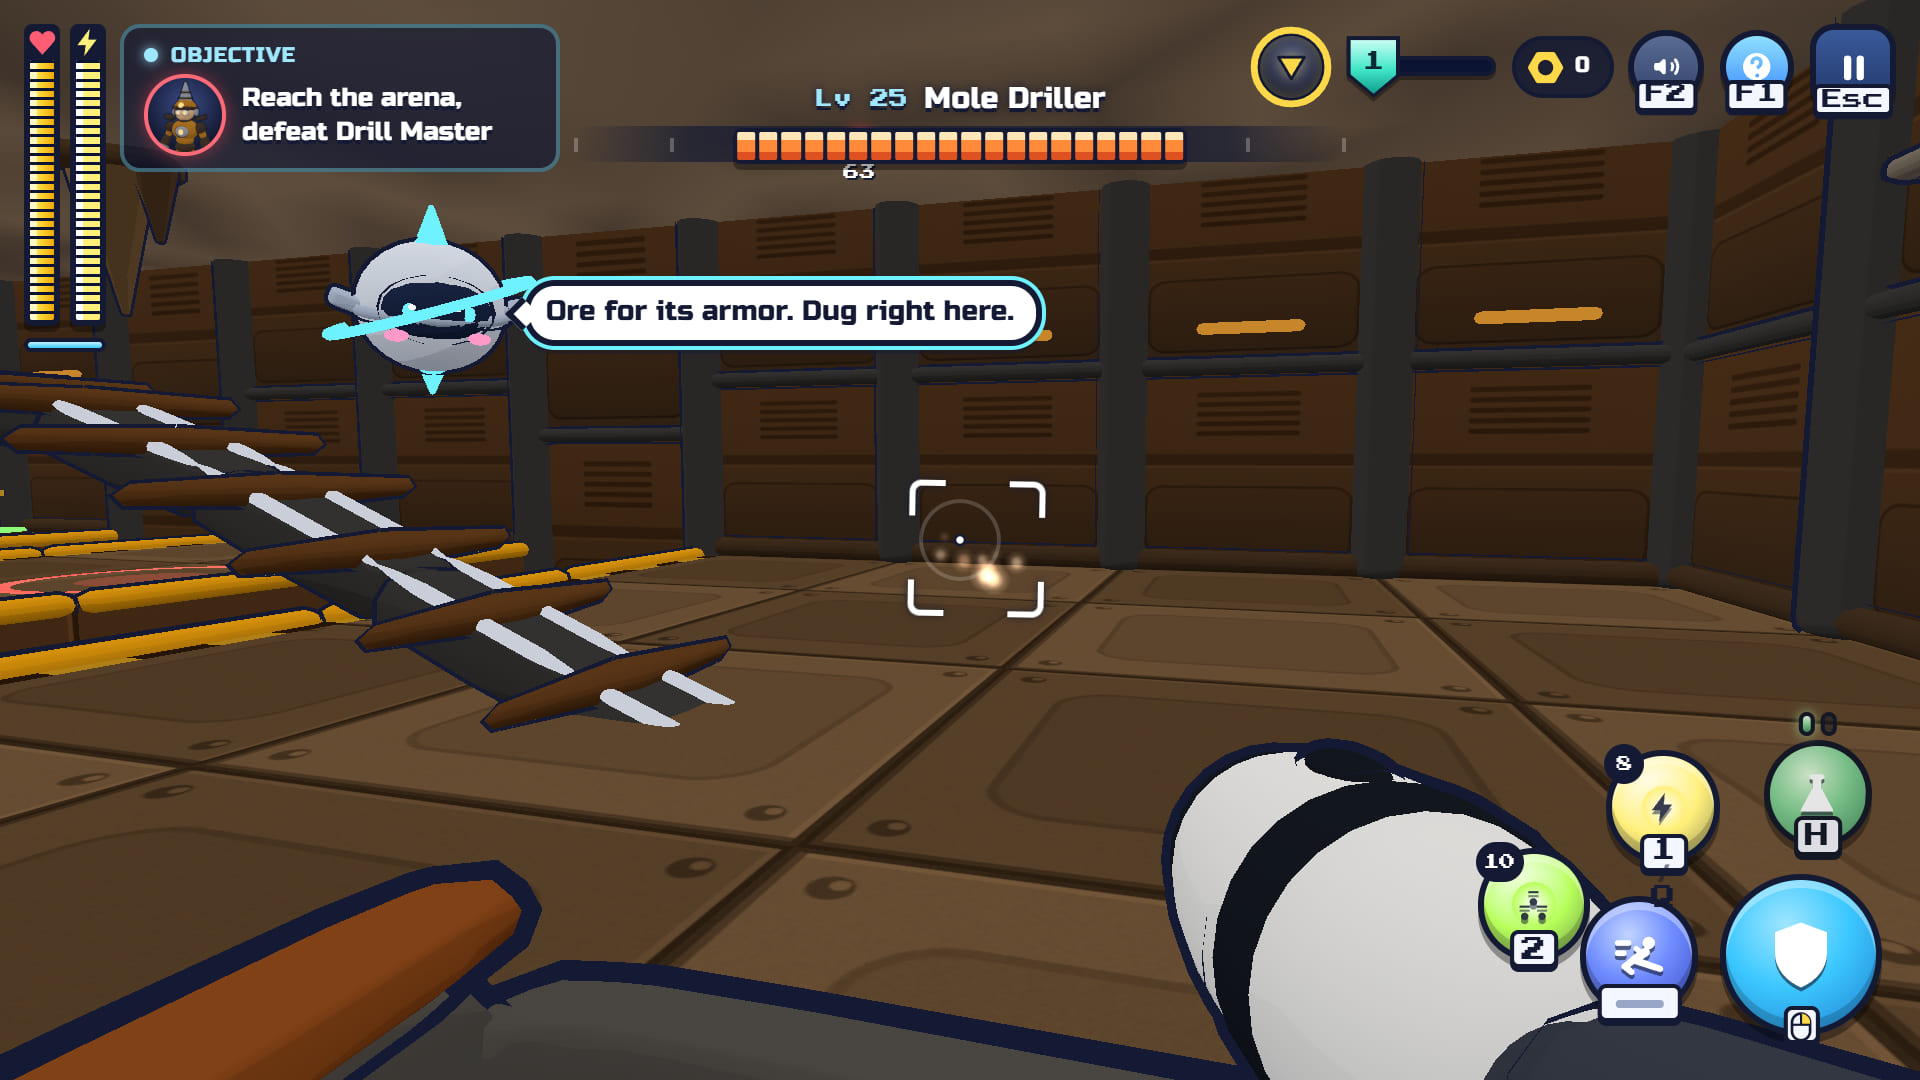 OBJECTIVE
Reach the arena,
defeat Drill Master
Lv 25 Mole Driller
63
1
0
F2
F1
Esc
Ore for its armor. Dug right here.
00
8
1
H
10
2
Q